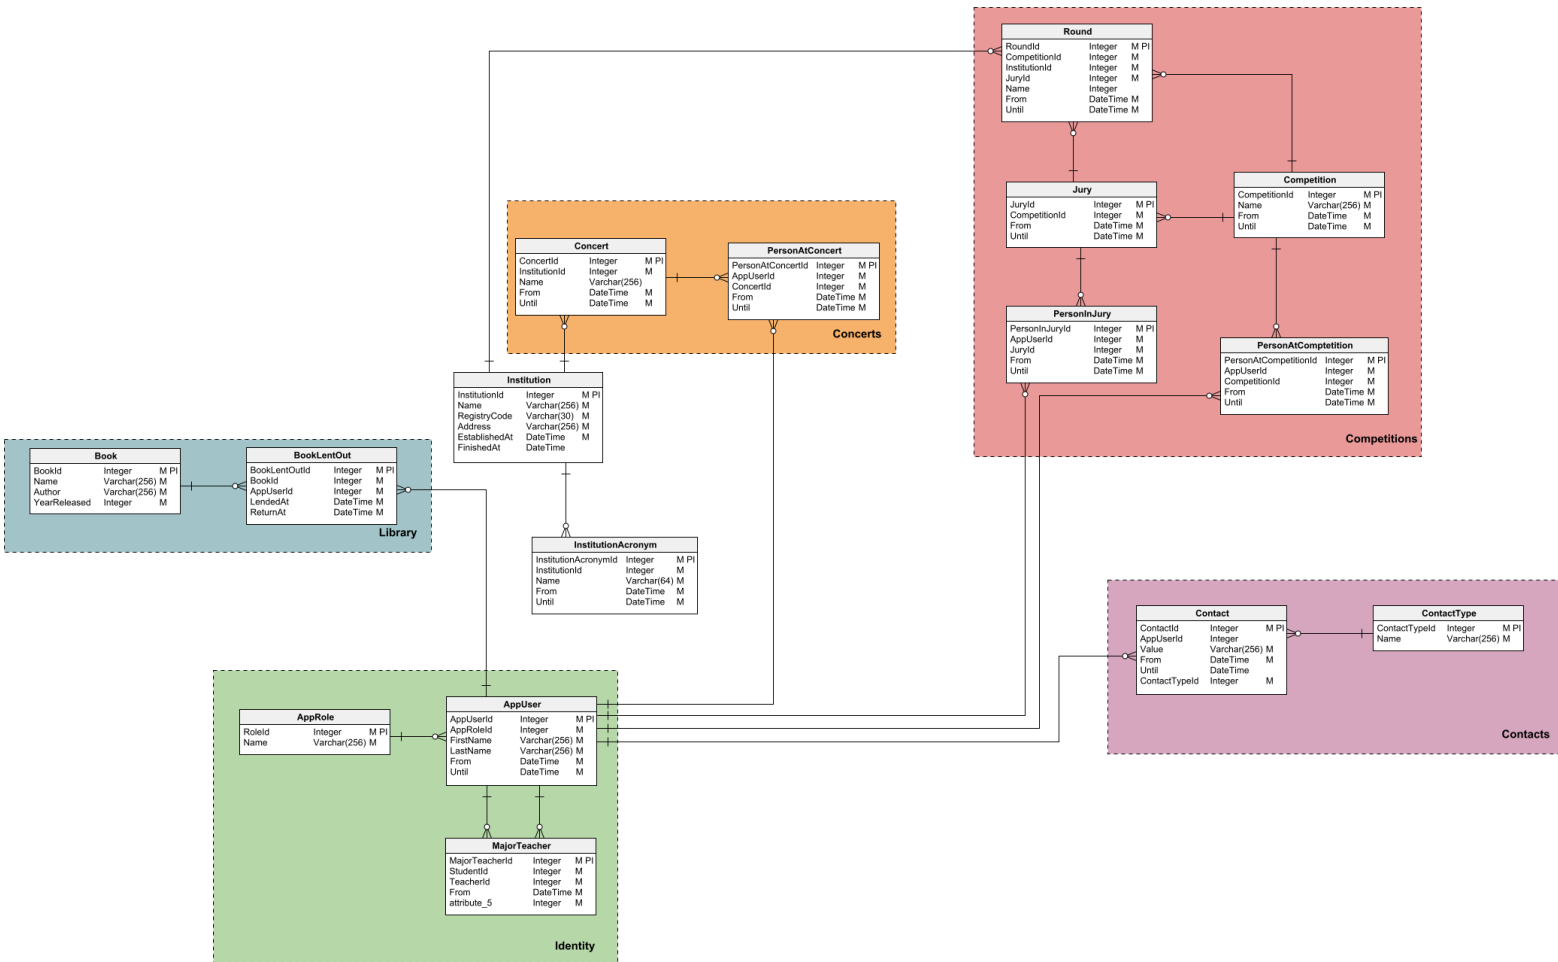 Round
RoundId Integer M PI
CompetitionId Integer M
InstitutionId Integer M
JuryId Integer M
Name Integer
From DateTime M
Until DateTime M
Jury
JuryId Integer M PI
CompetitionId Integer M
From DateTime M
Until DateTime M
Competition
CompetitionId Integer M PI
Name Varchar(256) M
From DateTime M
Until DateTime M
PersonInJury
PersonInJuryId Integer M PI
AppUserId Integer M
JuryId Integer M
From DateTime M
Until DateTime M
PersonAtComptetition
PersonAtCompetitionId Integer M PI
AppUserId Integer M
CompetitionId Integer M
From DateTime M
Until DateTime M
Competitions
Concert
ConcertId Integer M PI
InstitutionId Integer M
Name Varchar(256)
From DateTime M
Until DateTime M
PersonAtConcert
PersonAtConcertId Integer M PI
AppUserId Integer M
ConcertId Integer M
From DateTime M
Until DateTime M
Concerts
Institution
InstitutionId Integer M PI
Name Varchar(256) M
RegistryCode Varchar(30) M
Address Varchar(256) M
EstablishedAt DateTime M
FinishedAt DateTime
Book
BookId Integer M PI
Name Varchar(256) M
Author Varchar(256) M
YearReleased Integer M
BookLentOut
BookLentOutId Integer M PI
BookId Integer M
AppUserId Integer M
LendedAt DateTime M
ReturnAt DateTime M
Library
InstitutionAcronym
InstitutionAcronymId Integer M PI
InstitutionId Integer M
Name Varchar(64) M
From DateTime M
Until DateTime M
Contact
ContactId Integer M PI
AppUserId Integer
Value Varchar(256) M
From DateTime M
Until DateTime
ContactTypeId Integer M
ContactType
ContactTypeId Integer M PI
Name Varchar(256) M
Contacts
AppRole
RoleId Integer M PI
Name Varchar(256) M
AppUser
AppUserId Integer M PI
AppRoleId Integer M
FirstName Varchar(256) M
LastName Varchar(256) M
From DateTime M
Until DateTime M
MajorTeacher
MajorTeacherId Integer M PI
StudentId Integer M
TeacherId Integer M
From DateTime M
attribute_5 Integer M
Identity